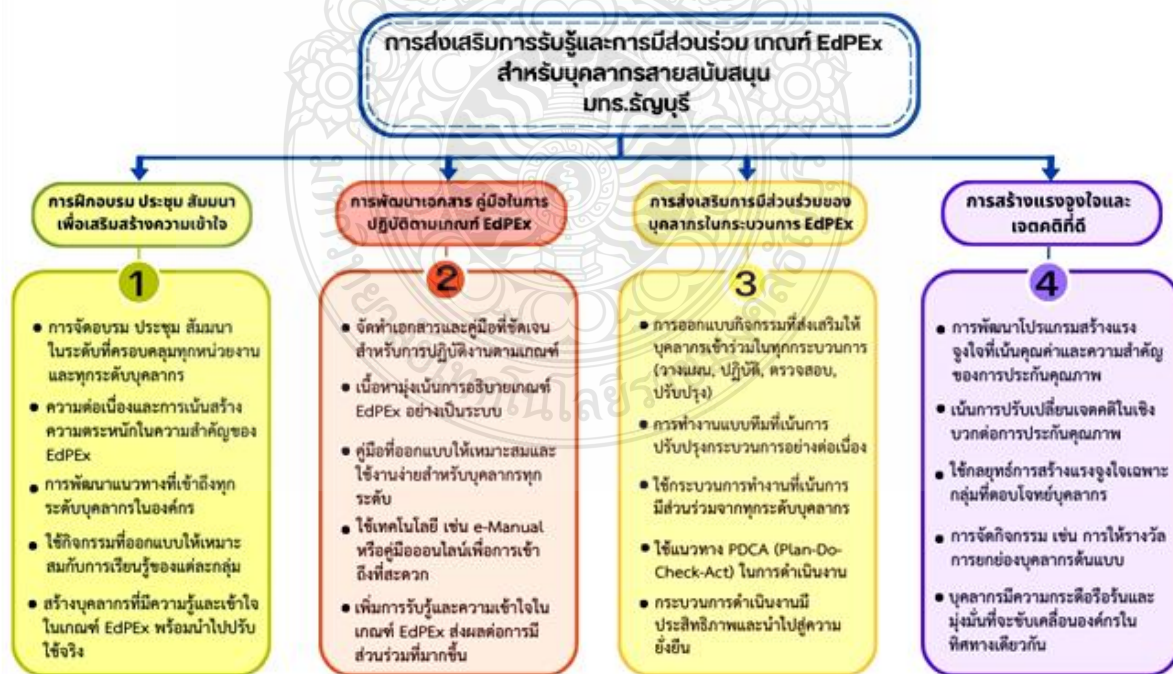 การส่งเสริมการรับรู้และการมีส่วนร่วม เกณฑ์ EdPEx
สำหรับบุคลากรสายสนับสนุน
มทร.ธัญบุรี
การฝึกอบรม ประชุม สัมมนา
เพื่อเสริมสร้างความเข้าใจ
1
● การจัดอบรม ประชุม สัมมนา
ในระดับที่ครอบคลุมทุกหน่วยงาน
และทุกระดับบุคลากร
● ความต่อเนื่องและการเน้นสร้าง
ความตระหนักในความสำคัญของ
EdPEx
● การพัฒนาแนวทางที่เข้าถึงทุก
ระดับบุคลากรในองค์กร
● ใช้กิจกรรมที่ออกแบบให้เหมาะ
สมกับการเรียนรู้ของแต่ละกลุ่ม
● สร้างบุคลากรที่มีความรู้และเข้าใจ
ในเกณฑ์ EdPEx พร้อมนำไปปรับ
ใช้จริง
การพัฒนาเอกสาร คู่มือในการ
ปฏิบัติตามเกณฑ์ EdPEx
2
● จัดทำเอกสารและคู่มือที่ชัดเจน
สำหรับการปฏิบัติงานตามเกณฑ์
● เนื้อหามุ่งเน้นการอธิบายเกณฑ์
EdPEx อย่างเป็นระบบ
● คู่มือที่ออกแบบให้เหมาะสมและ
ใช้งานง่ายสำหรับบุคลากรทุก
ระดับ
● ใช้เทคโนโลยี เช่น e-Manual
หรือคู่มือออนไลน์เพื่อการเข้า
ถึงที่สะดวก
● เพิ่มการรับรู้และความเข้าใจใน
เกณฑ์ EdPEx ส่งผลต่อการมี
ส่วนร่วมที่มากขึ้น
การส่งเสริมการมีส่วนร่วมของ
บุคลากรในกระบวนการ EdPEx
3
● การออกแบบกิจกรรมที่ส่งเสริมให้
บุคลากรเข้าร่วมในทุกกระบวนการ
(วางแผน, ปฏิบัติ, ตรวจสอบ,
ปรับปรุง)
● การทำงานแบบทีมที่เน้นการ
ปรับปรุงกระบวนการอย่างต่อเนื่อง
● ใช้กระบวนการทำงานที่เน้นการ
มีส่วนร่วมจากทุกระดับบุคลากร
● ใช้แนวทาง PDCA (Plan-Do-
Check-Act) ในการดำเนินงาน
● กระบวนการดำเนินงานมี
ประสิทธิภาพและนำไปสู่ความ
ยั่งยืน
การสร้างแรงจูงใจและ
เจตคติที่ดี
4
● การพัฒนาโปรแกรมสร้างแรง
จูงใจที่เน้นคุณค่าและความสำคัญ
ของการประกันคุณภาพ
● เน้นการปรับเปลี่ยนเจตคติในเชิง
บวกต่อการประกันคุณภาพ
● ใช้กลยุทธ์การสร้างแรงจูงใจเฉพาะ
กลุ่มที่ตอบโจทย์บุคลากร
● การจัดกิจกรรม เช่น การให้รางวัล
การยกย่องบุคลากรต้นแบบ
● บุคลากรมีความกระตือรือร้นและ
มุ่งมั่นที่จะขับเคลื่อนองค์กรใน
ทิศทางเดียวกัน